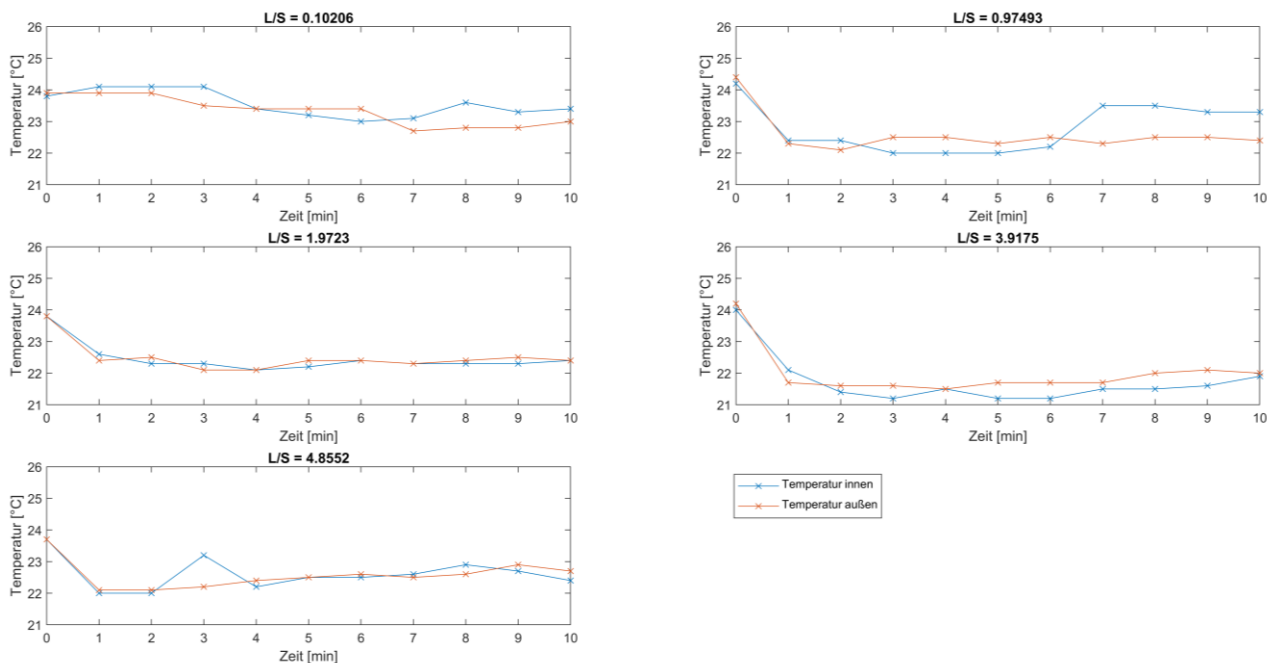 L/S = 0.10206
26
25
24
23
22
21
Temperatur [°C]
0 1 2 3 4 5 6 7 8 9 10
Zeit [min]
L/S = 0.97493
26
25
24
23
22
21
Temperatur [°C]
0 1 2 3 4 5 6 7 8 9 10
Zeit [min]
L/S = 1.9723
26
25
24
23
22
21
Temperatur [°C]
0 1 2 3 4 5 6 7 8 9 10
Zeit [min]
L/S = 3.9175
26
25
24
23
22
21
Temperatur [°C]
0 1 2 3 4 5 6 7 8 9 10
Zeit [min]
L/S = 4.8552
26
25
24
23
22
21
Temperatur [°C]
0 1 2 3 4 5 6 7 8 9 10
Zeit [min]
Temperatur innen
Temperatur außen